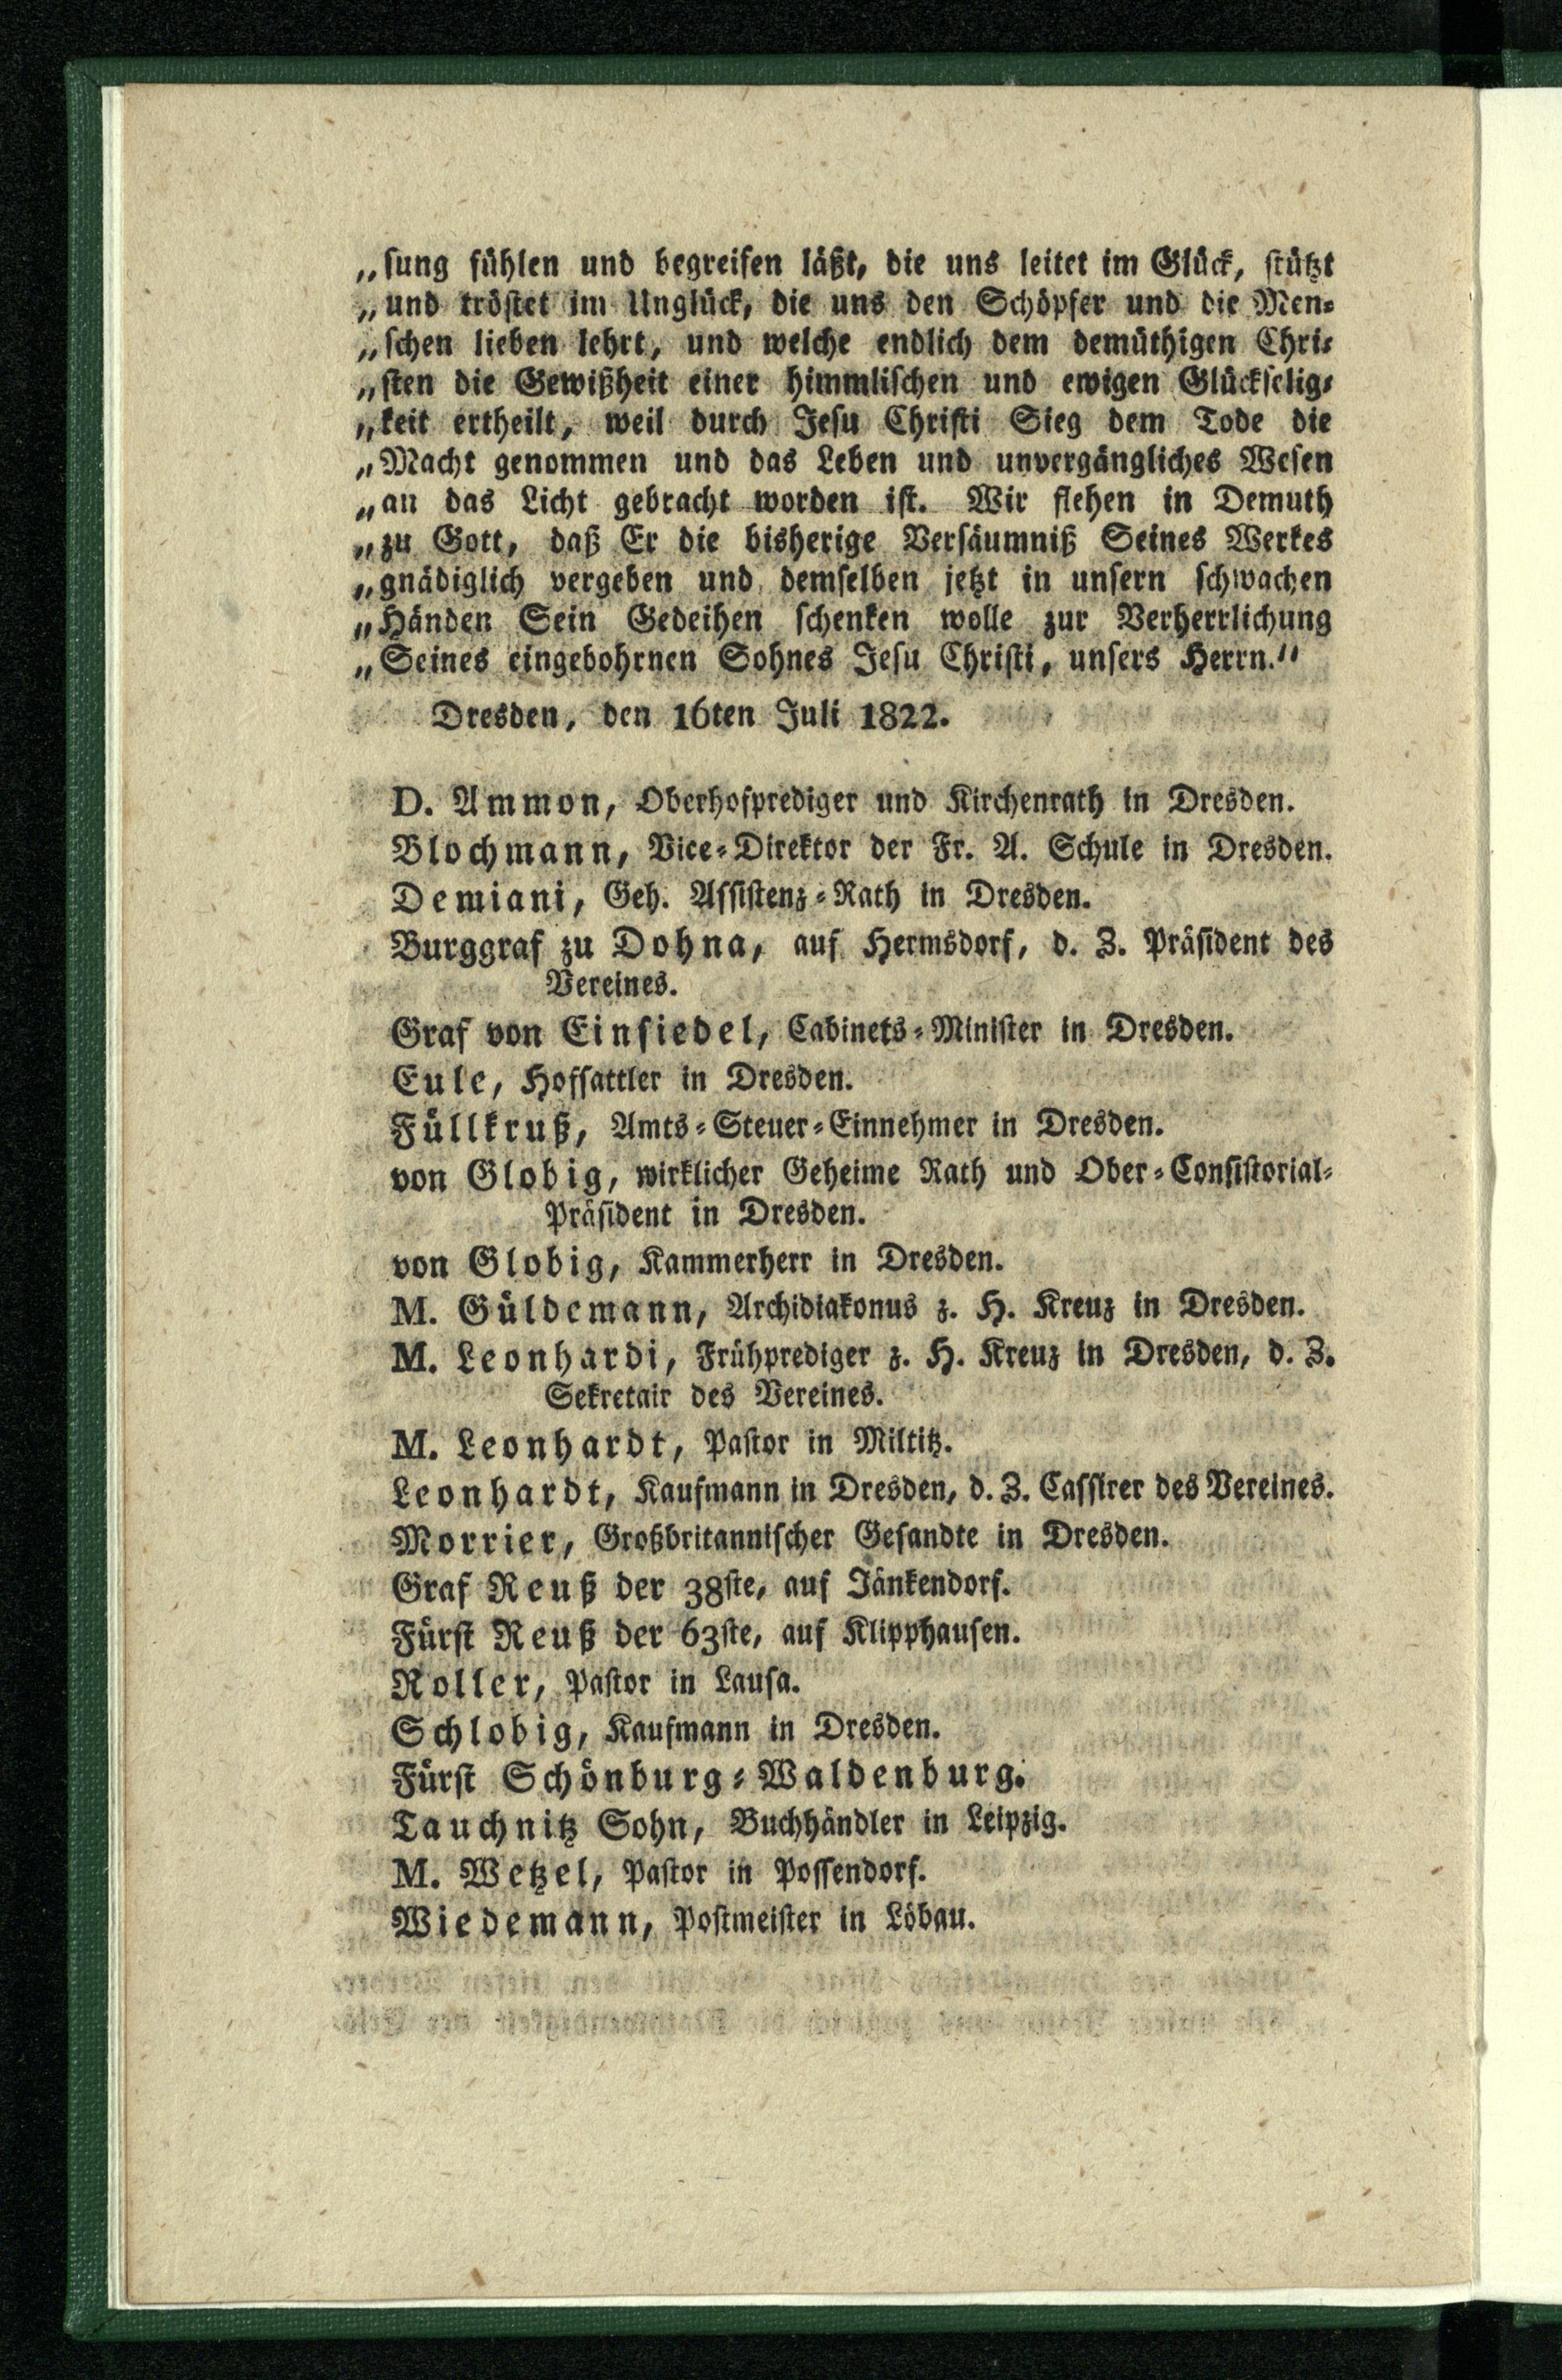 „sung fühlen und begreifen läßt, die uns leitet im Glück, stützt
„und tröstet im Unglück, die uns den Schöpfer und die Men-
„schen lieben lehrt, und welche endlich dem demüthigen Chri-
„sten die Gewißheit einer himmlischen und ewigen Glückselig-
„keit ertheilt, weil durch Jesu Christi Sieg dem Tode die
„Macht genommen und das Leben und unvergängliches Wesen
„an das Licht gebracht worden ist. Wir flehen in Demuth
„zu Gott, daß Er die bisherige Versäumniß Seines Werkes
„gnädiglich vergeben und demselben jetzt in unsern schwachen
„Händen Sein Gedeihen schenken wolle zur Verherrlichung
„Seines eingebohrnen Sohnes Jesu Christi, unsers Herrn.“
Dresden, den 16ten Juli 1822.
D. Ammon, Oberhofprediger und Kirchenrath in Dresden.
Blochmann, Vice-Direktor der Fr. A. Schule in Dresden.
Demiani, Geh. Assistenz-Rath in Dresden.
Burggraf zu Dohna, auf Hermsdorf, d. Z. Präsident des
Vereines.
Graf von Einsiedel, Cabinets-Minister in Dresden.
Eule, Hofsattler in Dresden.
Füllkruß, Amts-Steuer-Einnehmer in Dresden.
von Globig, wirklicher Geheime Rath und Ober-Consistorial-
Präsident in Dresden.
von Globig, Kammerherr in Dresden.
M. Güldemann, Archidiakonus z. H. Kreuz in Dresden.
M. Leonhardi, Frühprediger z. H. Kreuz in Dresden, d. Z.
Sekretair des Vereines.
M. Leonhardt, Pastor in Miltitz.
Leonhardt, Kaufmann in Dresden, d. Z. Cassirer des Vereines.
Morrier, Großbritannischer Gesandte in Dresden.
Graf Reuß der 38ste, auf Jänkendorf.
Fürst Reuß der 63ste, auf Klipphausen.
Roller, Pastor in Lausa.
Schlobig, Kaufmann in Dresden.
Fürst Schönburg-Waldenburg.
Tauchnitz Sohn, Buchhändler in Leipzig.
M. Wetzel, Pastor in Possendorf.
Wiedemann, Postmeister in Löbau.